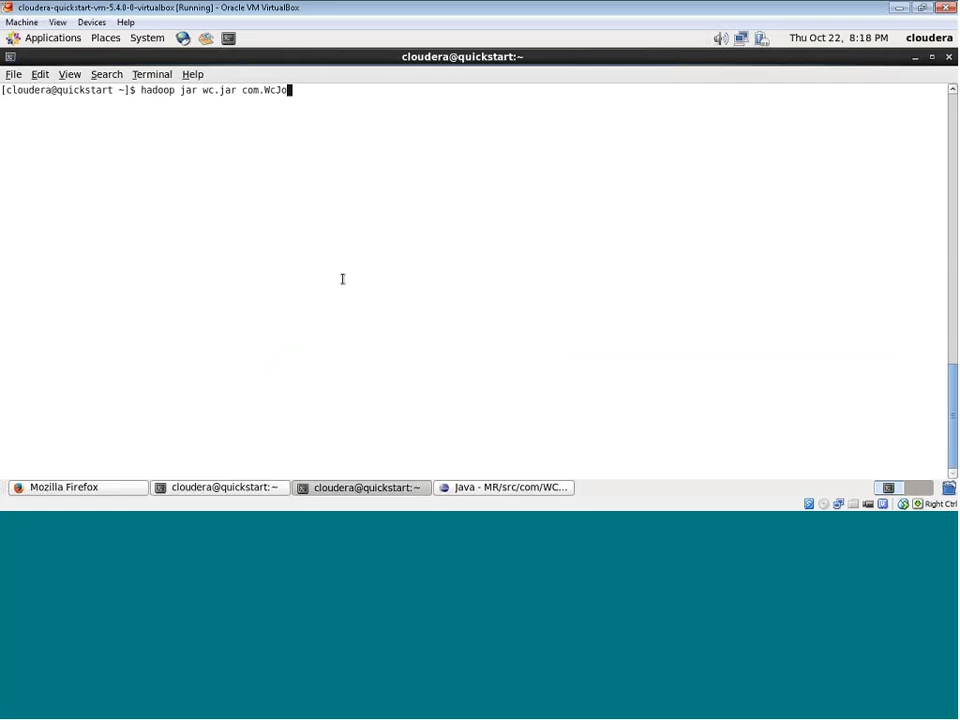 cloudera-quickstart-vm-5.4.0-0-virtualbox [Running] - Oracle VM VirtualBox
Machine View Devices Help
Applications Places System Thu Oct 22, 8:18 PM cloudera
cloudera@quickstart:~
File Edit View Search Terminal Help
[cloudera@quickstart ~]$ hadoop jar wc.jar com.WcJo
Mozilla Firefox cloudera@quickstart:~ cloudera@quickstart:~ Java - MR/src/com/WC...
Right Ctrl